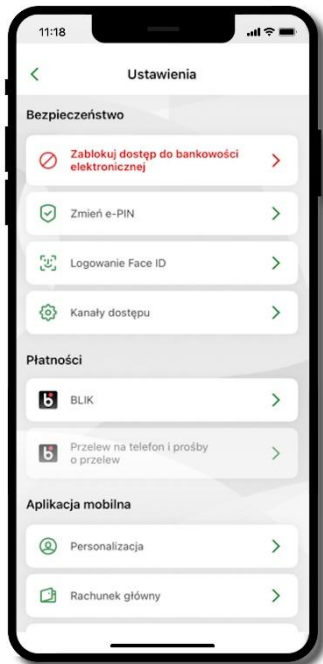 11:18
Ustawienia
Bezpieczeństwo
Zablokuj dostęp do bankowości
elektronicznej
Zmień e-PIN
Logowanie Face ID
Kanały dostępu
Płatności
BLIK
Przelew na telefon i prośby
o przelew
Aplikacja mobilna
Personalizacja
Rachunek główny